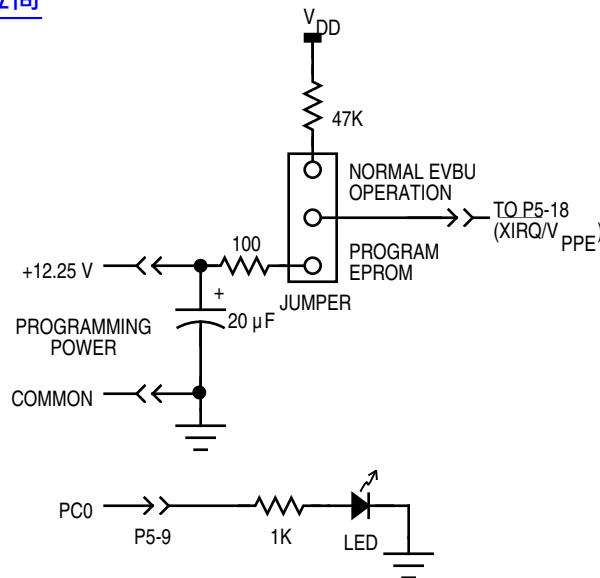 V DD
47K
NORMAL EVBU
OPERATION
TO P5-18
(XIRQ/V PPE)
100
PROGRAM
EPROM
+12.25 V
JUMPER
+
20 µF
PROGRAMMING
POWER
COMMON
PC0
P5-9
1K
LED